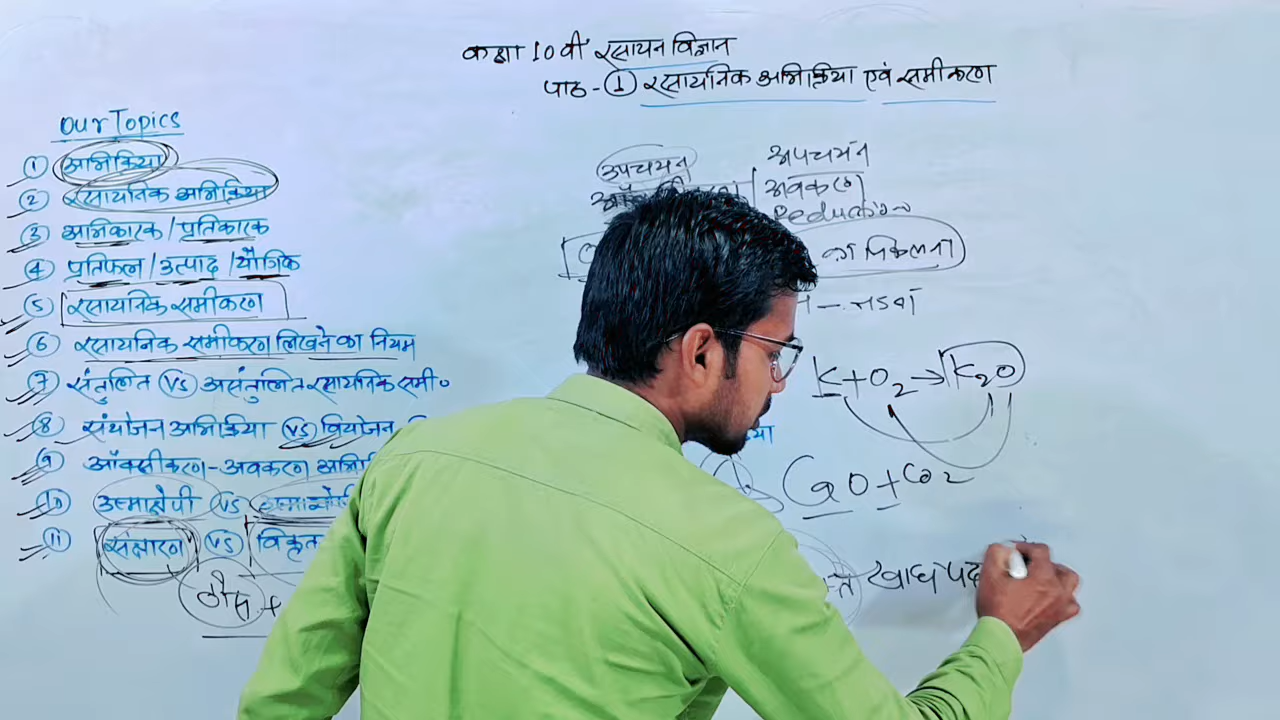 कक्षा 10वीं रसायन विज्ञान
पाठ - ① रसायनिक अभिक्रिया एवं समीकरण
Our Topics
① अभिक्रिया
② रसायनिक अभिक्रिया
③ अभिकारक / प्रतिकारक
④ प्रतिफल / उत्पाद / यौगिक
⑤ रसायनिक समीकरण
⑥ रसायनिक समीकरण लिखने का नियम
⑦ संतुलित VS असंतुलित रसायनिक समी०
⑧ संयोजन अभिक्रिया VS वियोजन
⑨ ऑक्सीकरण - अवकरण
⑩ उष्माक्षेपी VS
⑪ संक्षारण VS
ठोस +
उपचयन
अपचयन
अवकरण
Reduction
का निकलना
K + O2 → K2O
CaO + CO2
खाद्य पद